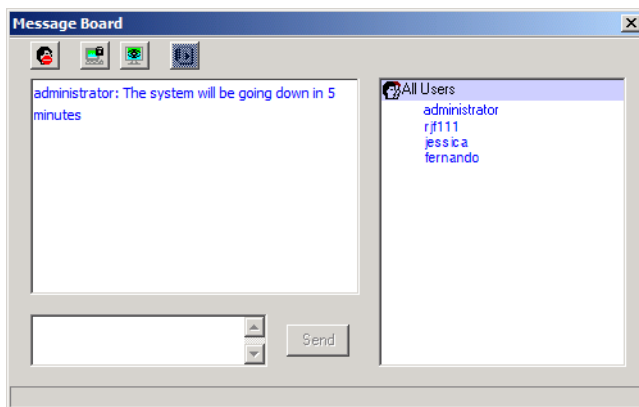 Message Board
administrator: The system will be going down in 5
minutes
All Users
administrator
rjf111
jessica
fernando
Send